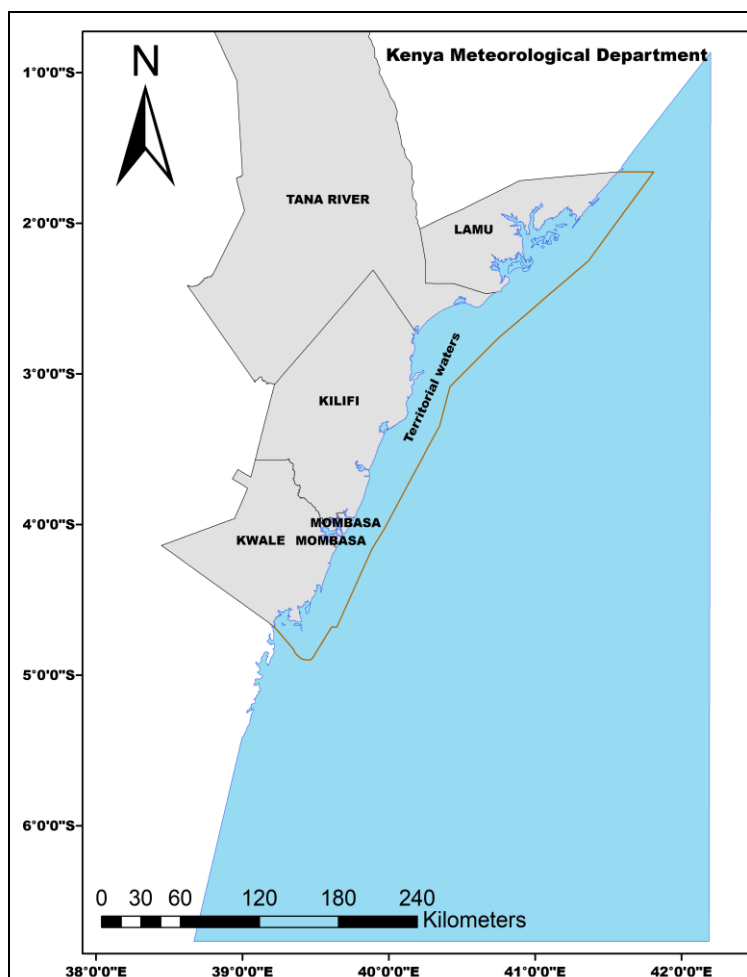 Kenya Meteorological Department
N
1°0'0"S
2°0'0"S
3°0'0"S
4°0'0"S
5°0'0"S
6°0'0"S
TANA RIVER
LAMU
Territorial waters
KILIFI
MOMBASA
KWALE MOMBASA
0 30 60 120 180 240
Kilometers
38°0'0"E 39°0'0"E 40°0'0"E 41°0'0"E 42°0'0"E